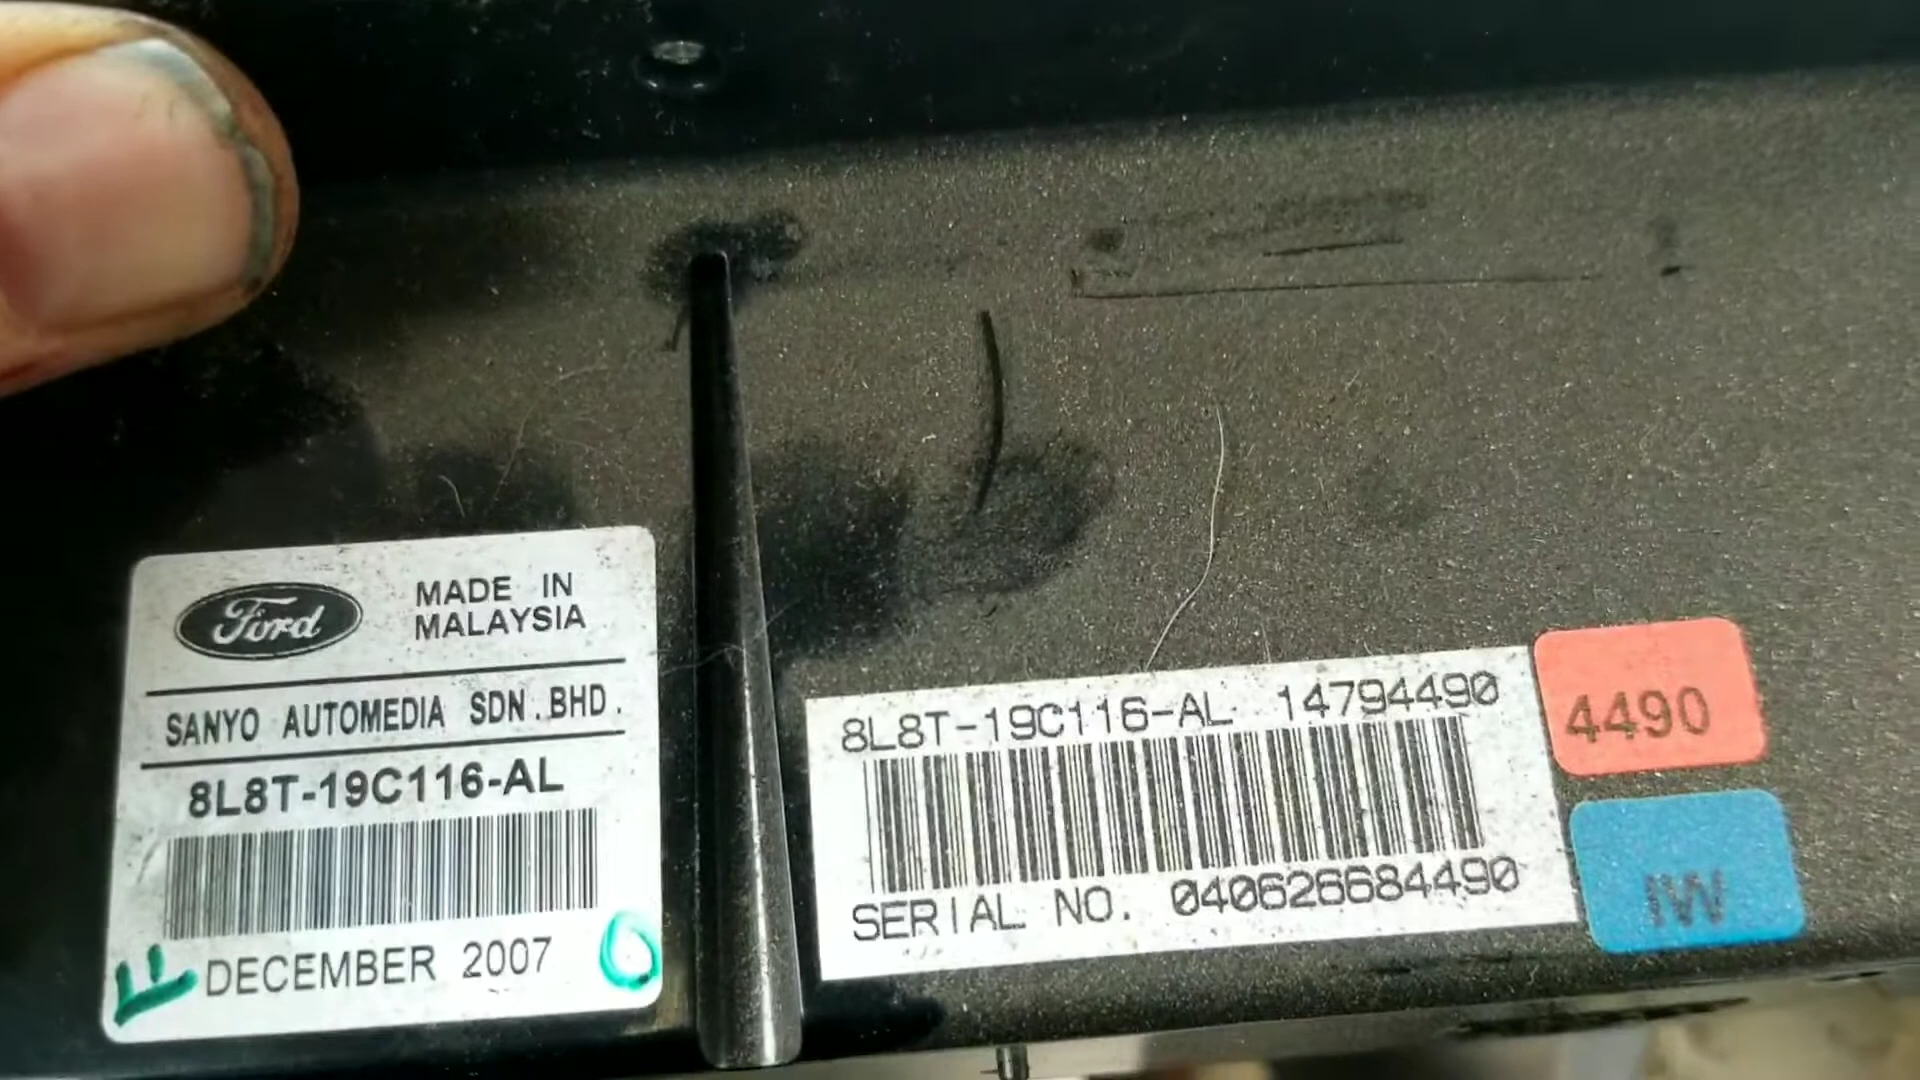 Ford
MADE IN
MALAYSIA
SANYO AUTOMEDIA SDN.BHD.
8L8T-19C116-AL
F DECEMBER 2007 O
8L8T-19C116-AL 14794490
SERIAL NO. 040626684490
4490
IW